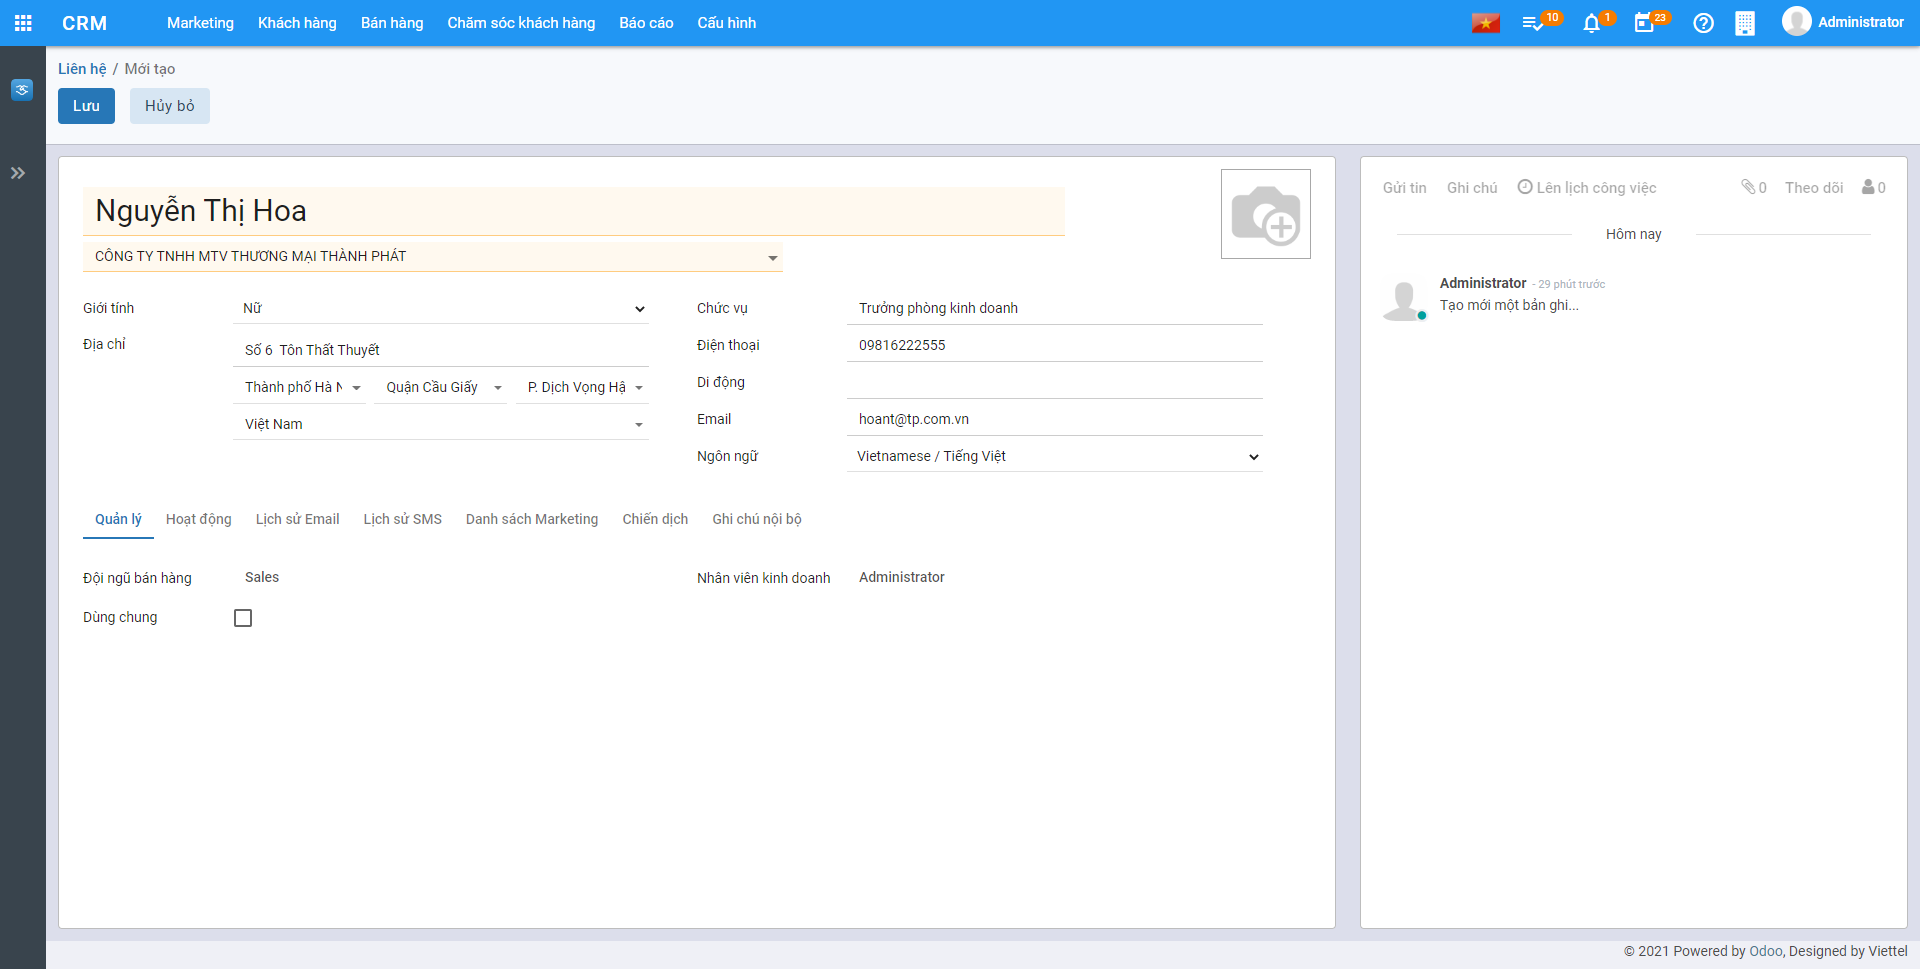 CRM Marketing Khách hàng Bán hàng Chăm sóc khách hàng Báo cáo Cấu hình 10 1 23 Administrator
Liên hệ / Mới tạo
Lưu Hủy bỏ
Nguyễn Thị Hoa
CÔNG TY TNHH MTV THƯƠNG MẠI THÀNH PHÁT
Giới tính Nữ
Địa chỉ Số 6 Tôn Thất Thuyết
Thành phố Hà N Quận Cầu Giấy P. Dịch Vọng Hậ
Việt Nam
Chức vụ Trưởng phòng kinh doanh
Điện thoại 09816222555
Di động
Email hoant@tp.com.vn
Ngôn ngữ Vietnamese / Tiếng Việt
Quản lý Hoạt động Lịch sử Email Lịch sử SMS Danh sách Marketing Chiến dịch Ghi chú nội bộ
Đội ngũ bán hàng Sales
Nhân viên kinh doanh Administrator
Dùng chung
Gửi tin Ghi chú Lên lịch công việc 0 Theo dõi 0
Hôm nay
Administrator - 29 phút trước
Tạo mới một bản ghi...
© 2021 Powered by Odoo, Designed by Viettel